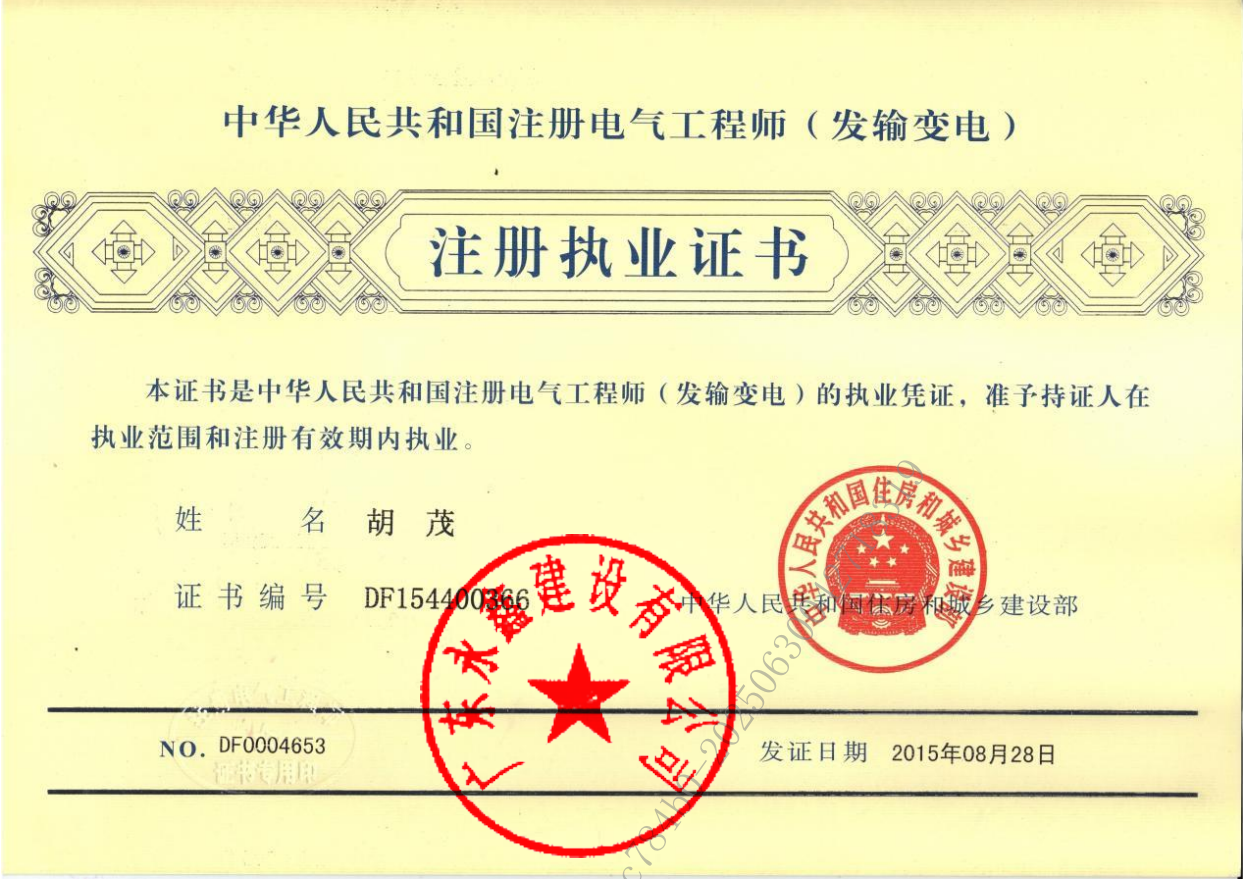 中华人民共和国注册电气工程师（发输变电）
注册执业证书
本证书是中华人民共和国注册电气工程师（发输变电）的执业凭证，准予持证人在
执业范围和注册有效期内执业。
姓名 胡茂
中华人民共和国住房和城乡建设部
证书编号 DF154400366
中华人民共和国住房和城乡建设部
广东永鑫建设有限公司
NO. DF0004653
证书专用章
发证日期 2015年08月28日